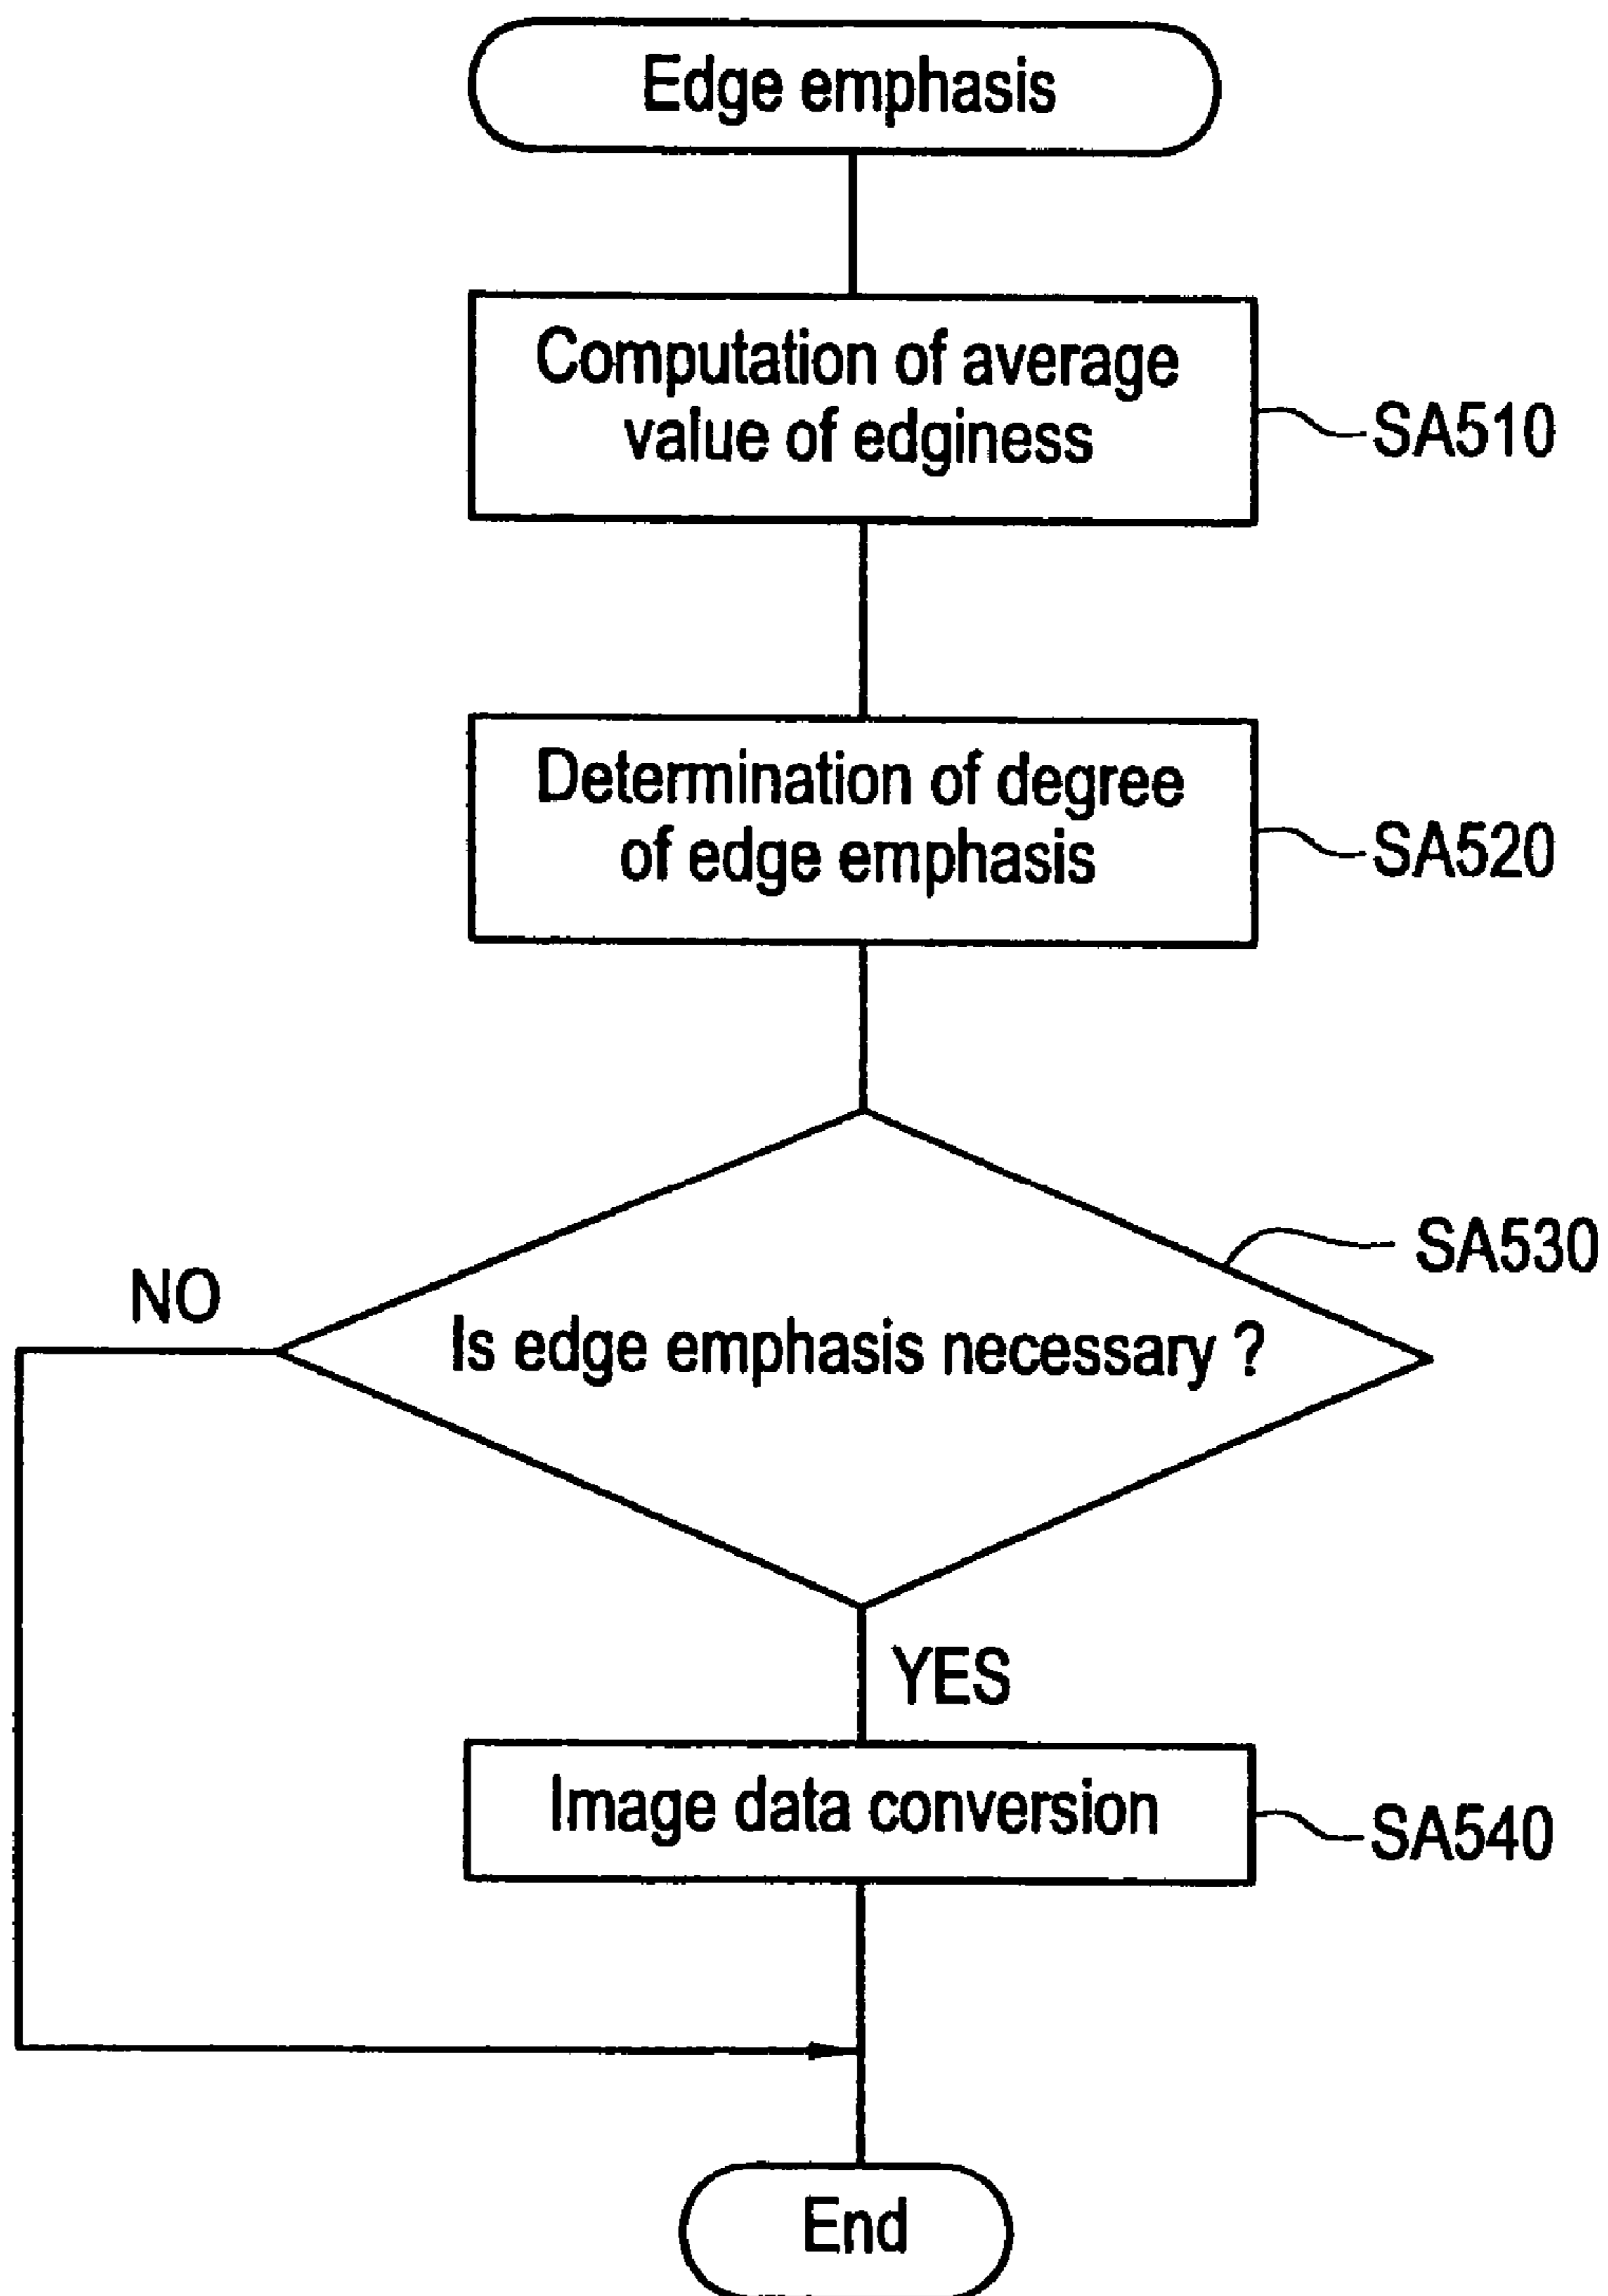 Edge emphasis
Computation of average
value of edginess
SA510
Determination of degree
of edge emphasis
SA520
SA530
NO
Is edge emphasis necessary ?
YES
Image data conversion
SA540
End